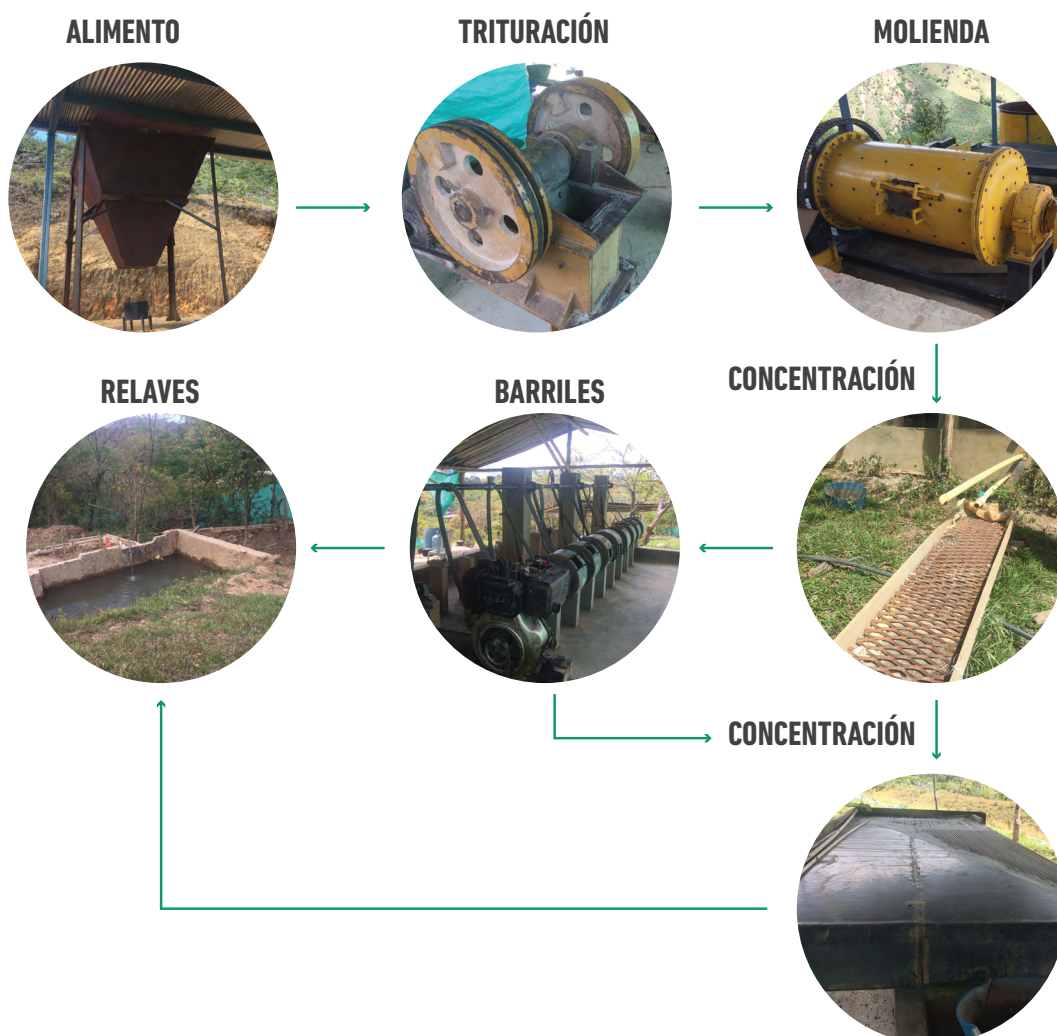 ALIMENTO
TRITURACIÓN
MOLIENDA
RELAVES
BARRILES
CONCENTRACIÓN
CONCENTRACIÓN